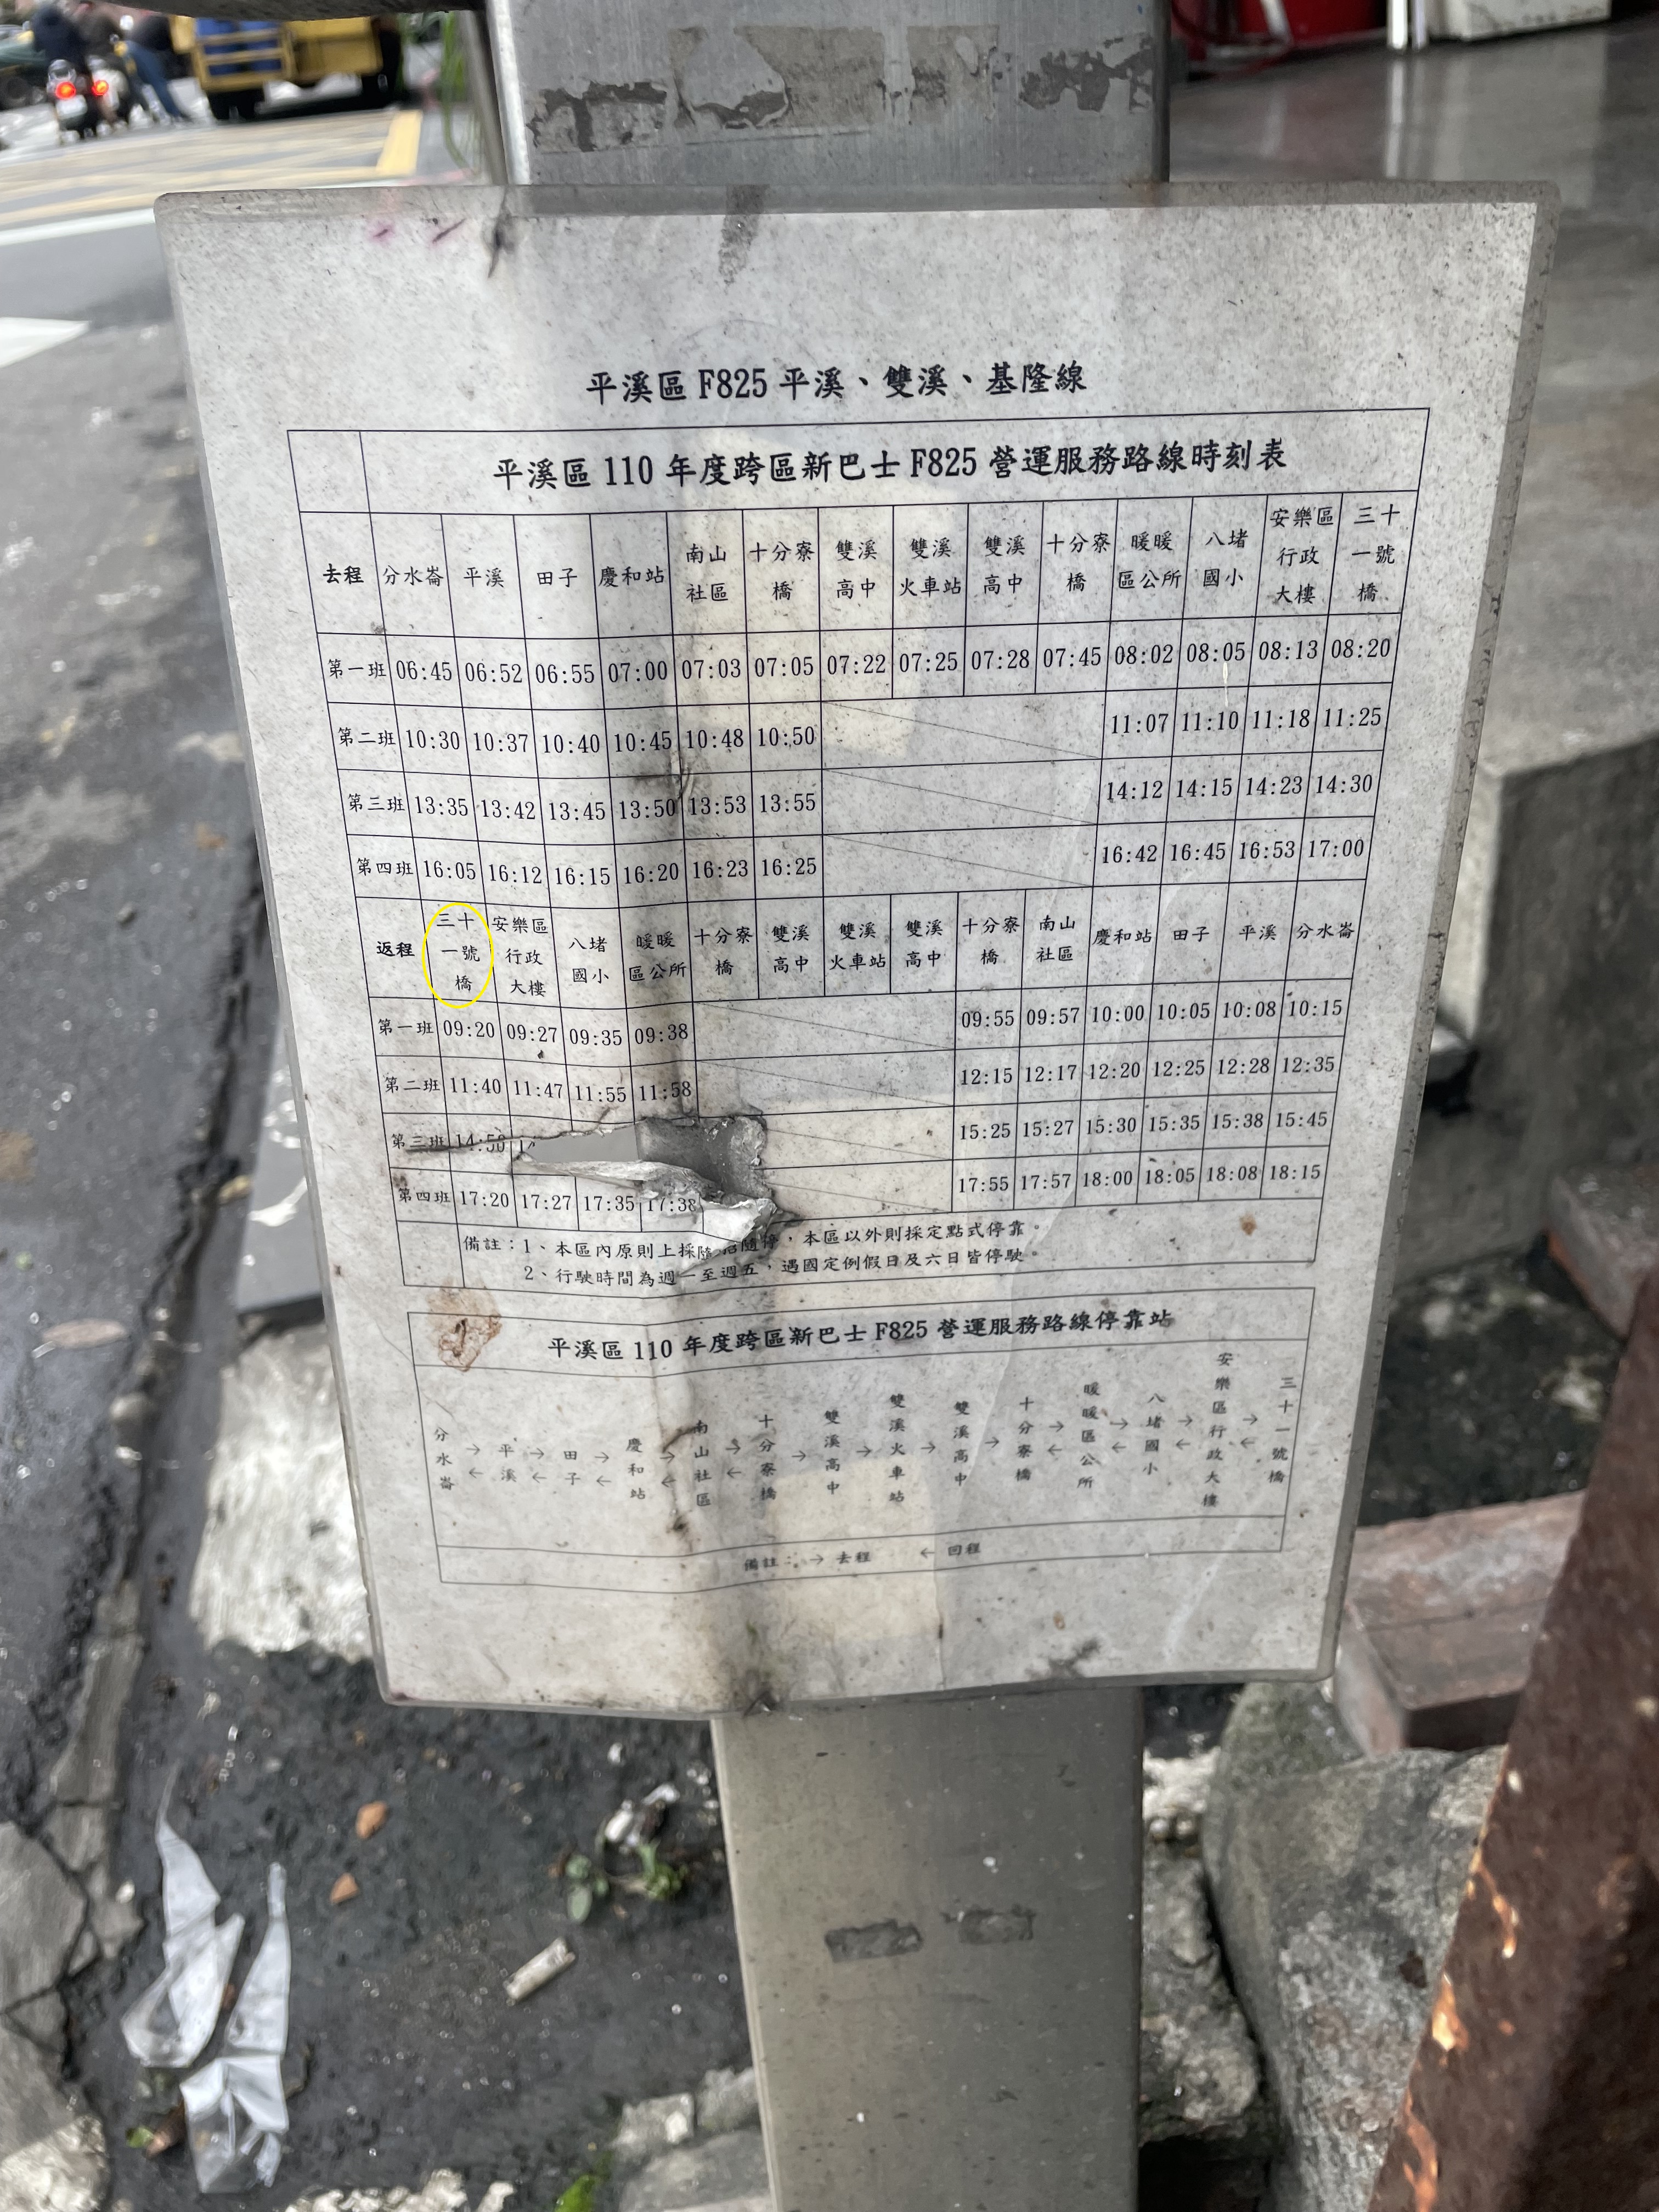 平溪區 F825 平溪、雙溪、基隆線
平溪區 110 年度跨區新巴士 F825 營運服務路線時刻表
去程 分水崙 平溪 田子 慶和站 南山社區 十分寮橋 雙溪高中 雙溪火車站 雙溪高中 十分寮橋 暖暖區公所 八堵國小 安樂區行政大樓 三十一號橋
第一班 06:45 06:52 06:55 07:00 07:03 07:05 07:22 07:25 07:28 07:45 08:02 08:05 08:13 08:20
第二班 10:30 10:37 10:40 10:45 10:48 10:50 11:07 11:10 11:18 11:25
第三班 13:35 13:42 13:45 13:50 13:53 13:55 14:12 14:15 14:23 14:30
第四班 16:05 16:12 16:15 16:20 16:23 16:25 16:42 16:45 16:53 17:00
返程 三十一號橋 安樂區行政大樓 八堵國小 暖暖區公所 十分寮橋 雙溪高中 雙溪火車站 雙溪高中 十分寮橋 南山社區 慶和站 田子 平溪 分水崙
第一班 09:20 09:27 09:35 09:38 09:55 09:57 10:00 10:05 10:08 10:15
第二班 11:40 11:47 11:55 11:58 12:15 12:17 12:20 12:25 12:28 12:35
第三班 14:50 15:25 15:27 15:30 15:35 15:38 15:45
第四班 17:20 17:27 17:35 17:38 17:55 17:57 18:00 18:05 18:08 18:15
備註：1、本區內原則上採隨招隨停，本區以外則採定點式停靠。
2、行駛時間為週一至週五，遇國定例假日及六日皆停駛。
平溪區 110 年度跨區新巴士 F825 營運服務路線停靠站
分水崙 →← 平溪 →← 田子 →← 慶和站 →← 南山社區 →← 十分寮橋 → 雙溪高中 → 雙溪火車站 → 雙溪高中 → 十分寮橋 →← 暖暖區公所 →← 八堵國小 →← 安樂區行政大樓 →← 三十一號橋
備註：→ 去程 ← 回程